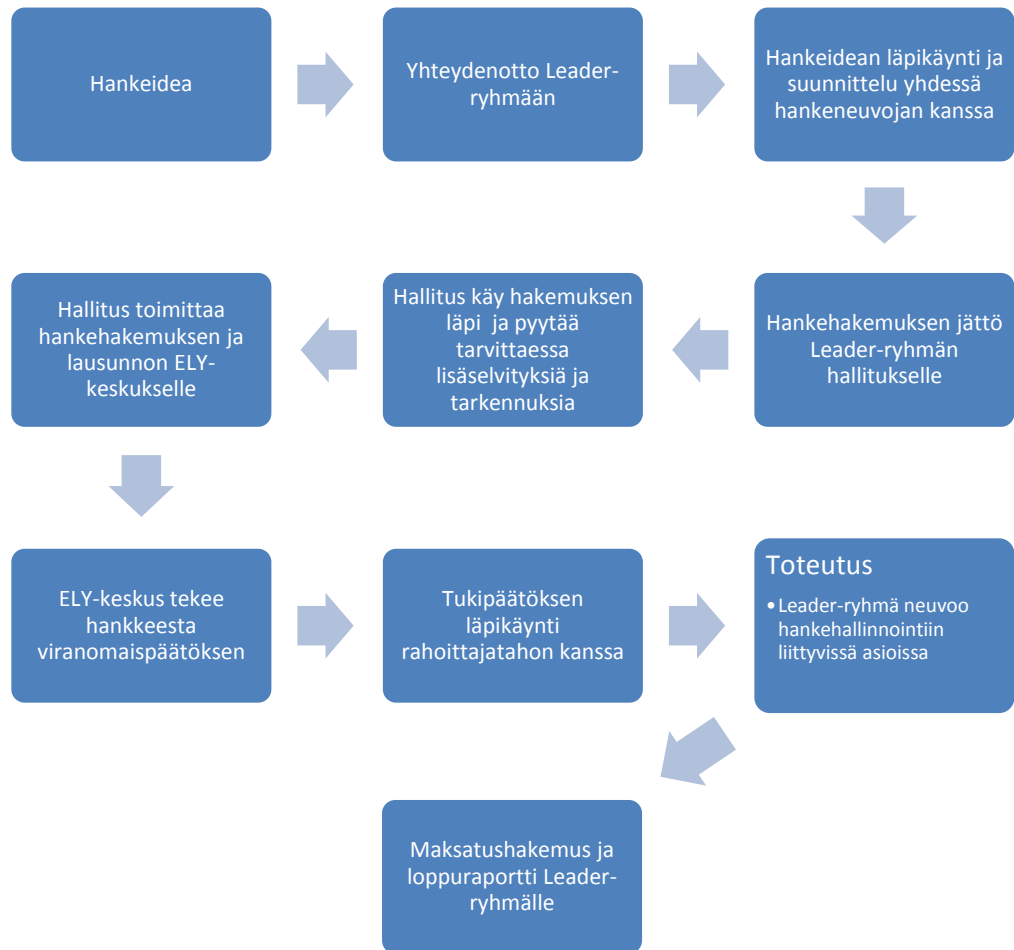 Hankeidea
Yhteydenotto Leader-
ryhmään
Hankeidean läpikäynti ja
suunnittelu yhdessä
hankeneuvojan kanssa
Hankehakemuksen jättö
Leader-ryhmän
hallitukselle
Hallitus käy hakemuksen
läpi ja pyytää
tarvittaessa
lisäselvityksiä ja
tarkennuksia
Hallitus toimittaa
hankehakemuksen ja
lausunnon ELY-
keskukselle
ELY-keskus tekee
hankkeesta
viranomaispäätöksen
Tukipäätöksen
läpikäynti
rahoittajatahon kanssa
Toteutus
•Leader-ryhmä neuvoo
hankehallinnointiin
liittyvissä asioissa
Maksatushakemus ja
loppuraportti Leader-
ryhmälle